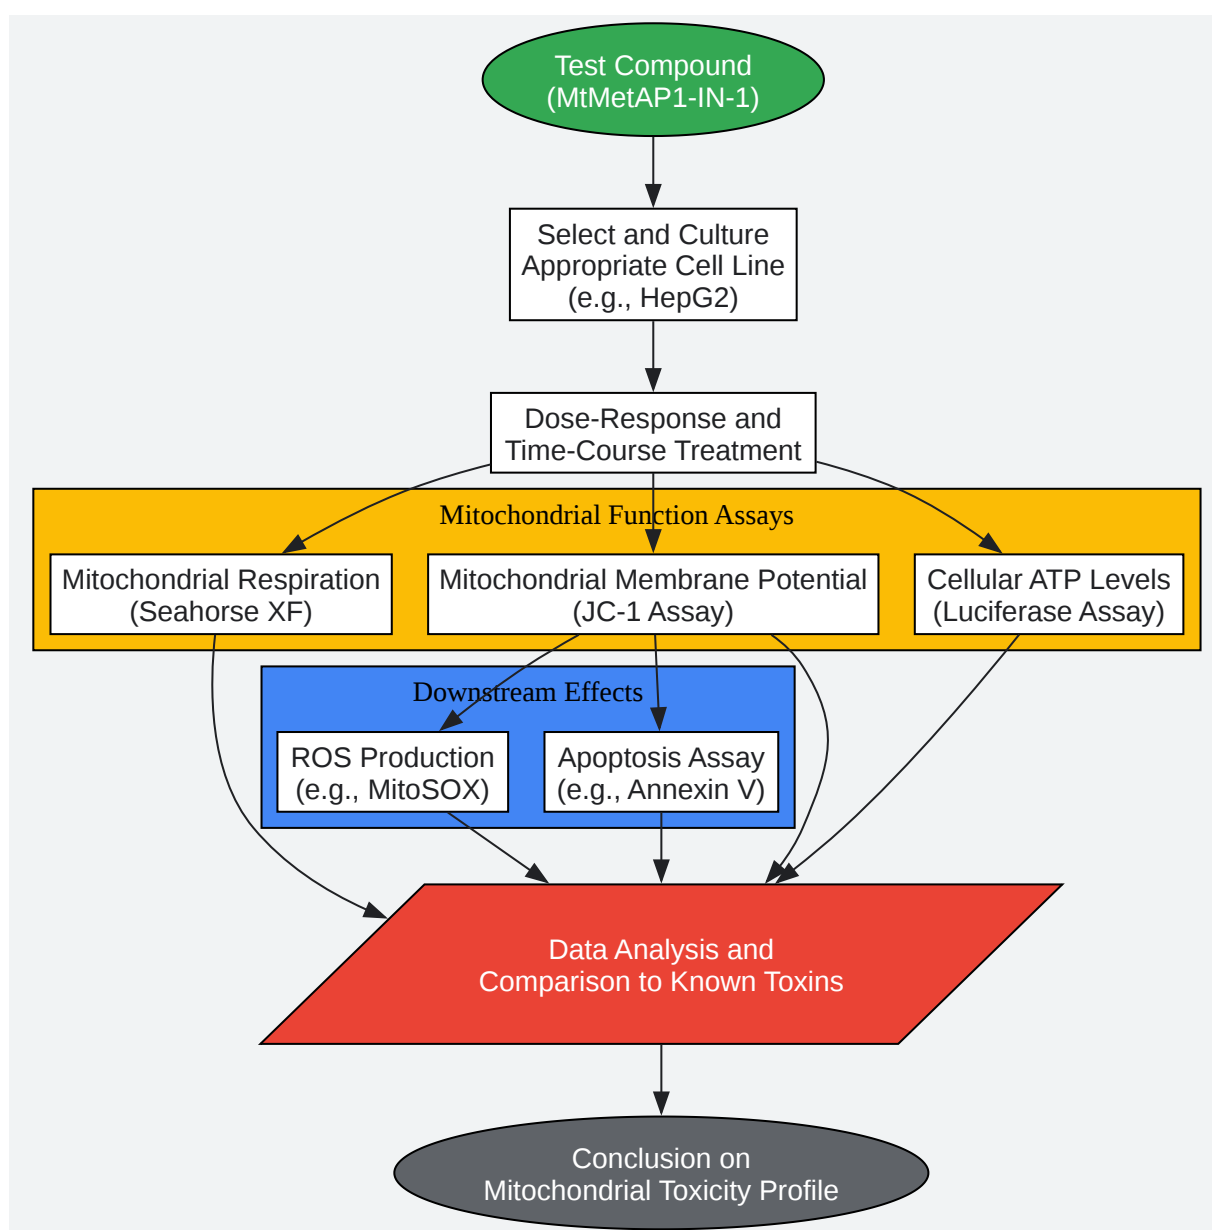 Test Compound
(MtMetAP1-IN-1)
Select and Culture
Appropriate Cell Line
(e.g., HepG2)
Dose-Response and
Time-Course Treatment
Mitochondrial Function Assays
Mitochondrial Respiration
(Seahorse XF)
Mitochondrial Membrane Potential
(JC-1 Assay)
Cellular ATP Levels
(Luciferase Assay)
Downstream Effects
ROS Production
(e.g., MitoSOX)
Apoptosis Assay
(e.g., Annexin V)
Data Analysis and
Comparison to Known Toxins
Conclusion on
Mitochondrial Toxicity Profile